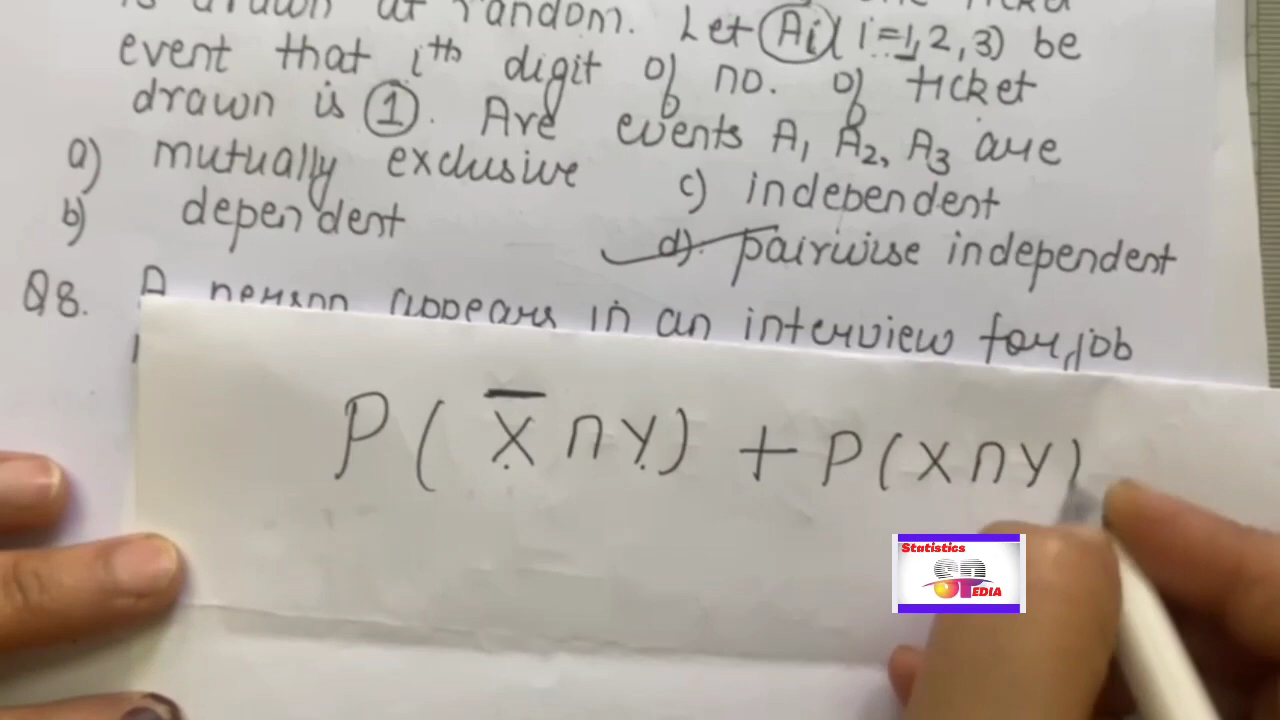 is drawn at random. Let (Ai)( i=1,2,3) be
event that ith digit of no. of ticket
drawn is 1. Are events A1, A2, A3 are
a) mutually exclusive
c) independent
b) dependent
d). pairwise independent
Q8. A person appears in an interview for job
P( X̅ ∩ Y) + P(X∩Y)
Statistics
EDIA